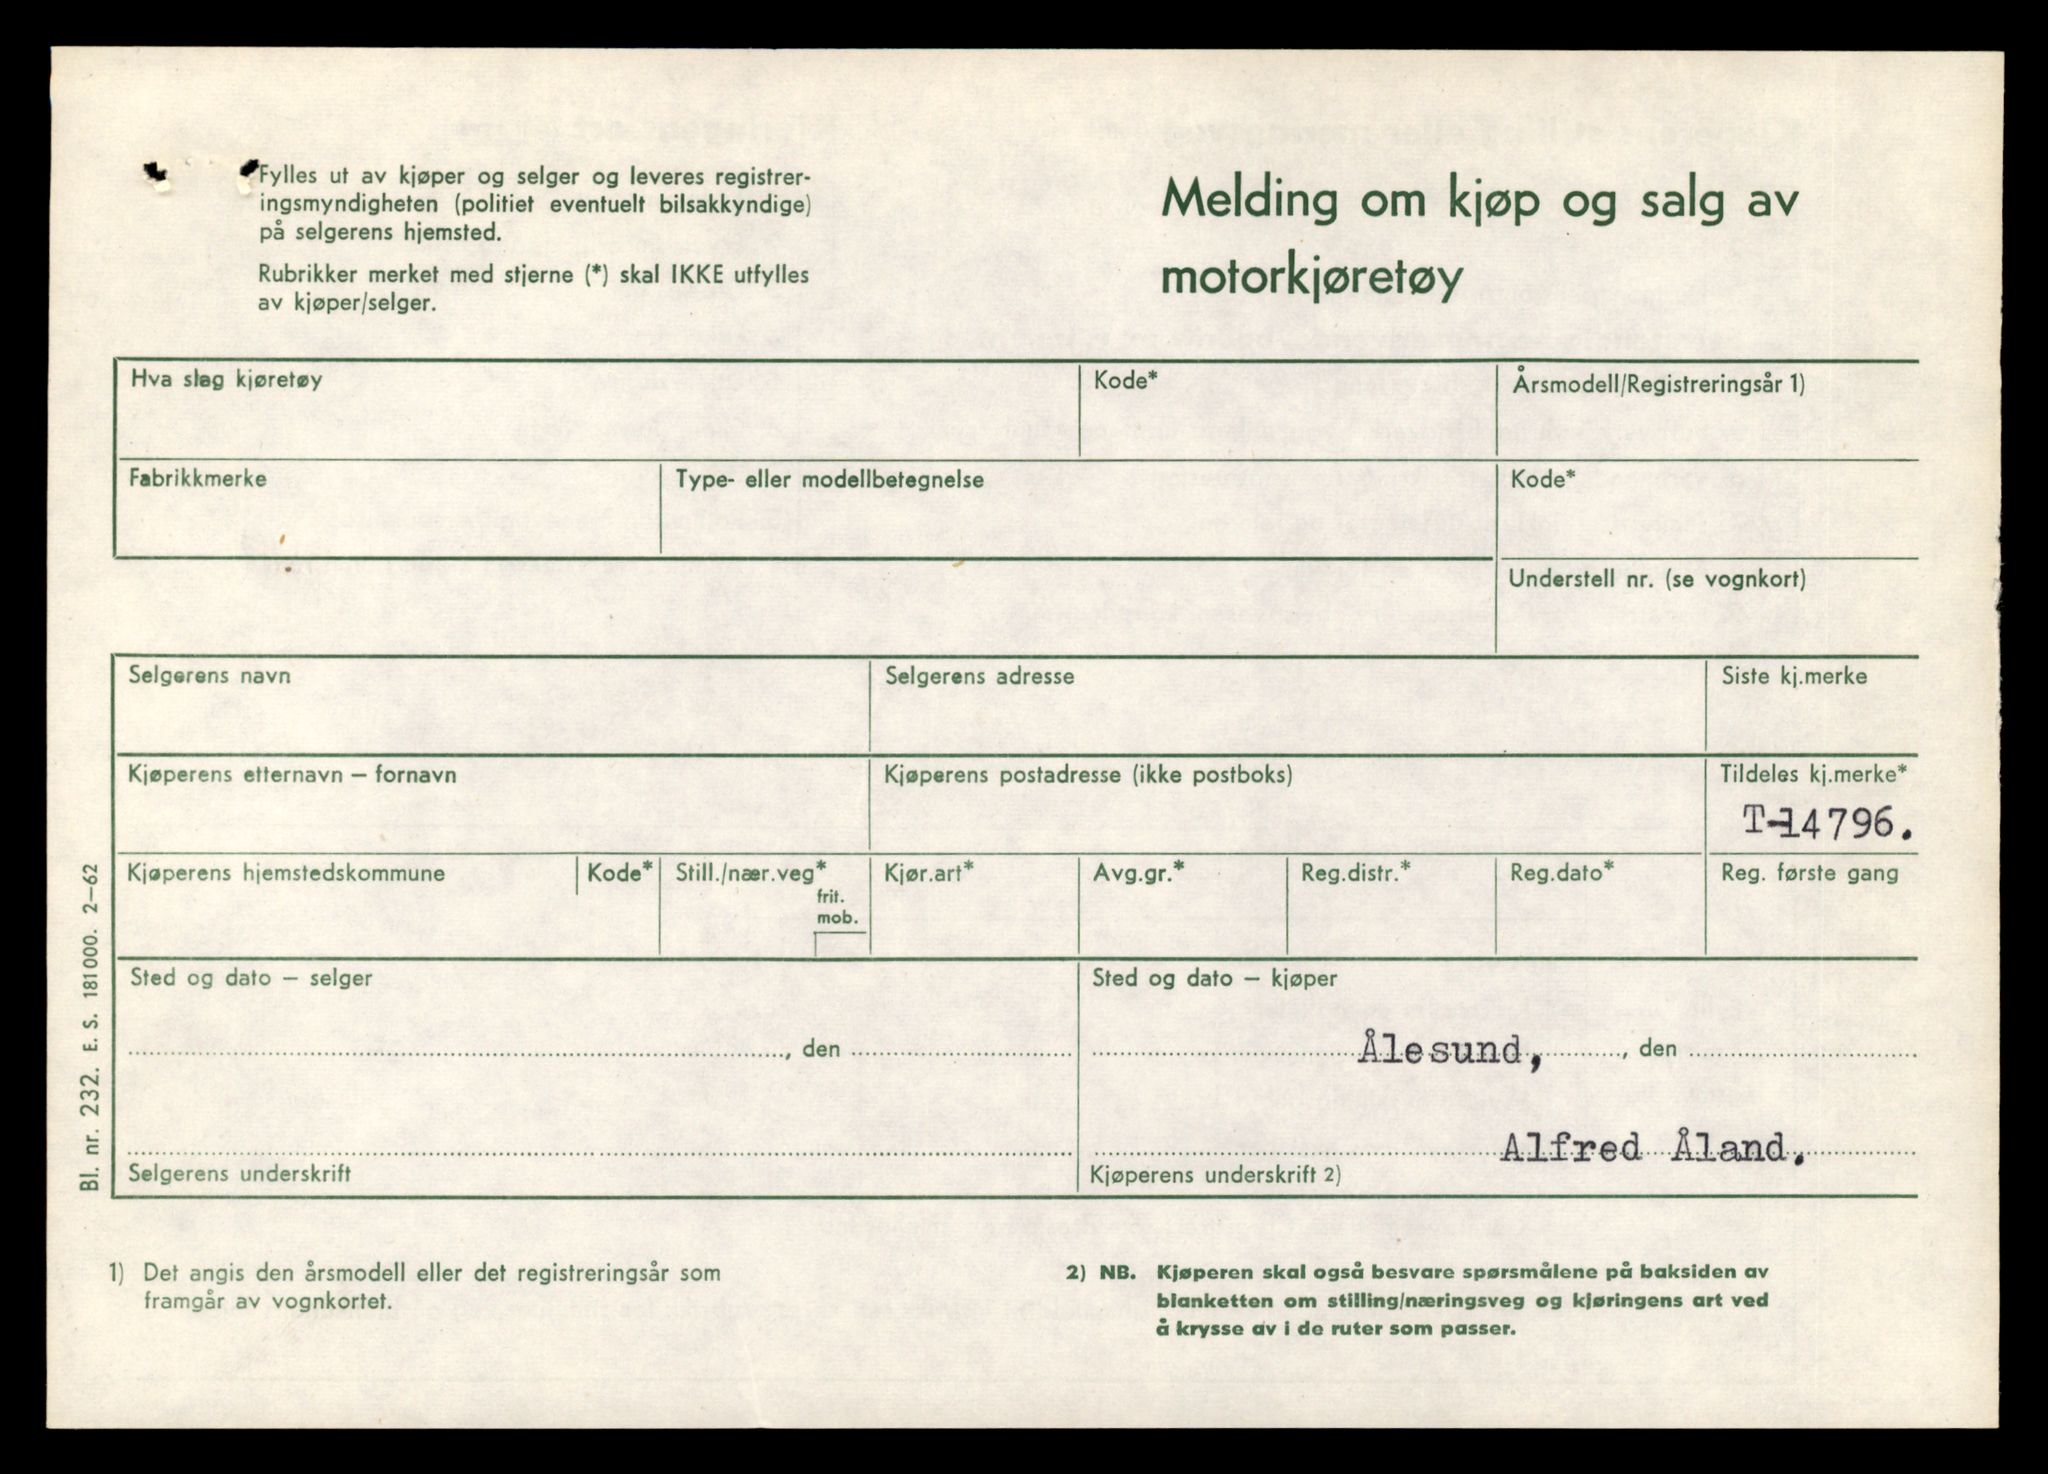 Fylles ut av kjøper og selger og leveres registrer-
ingsmyndigheten (politiet eventuelt bilsakkyndige)
på selgerens hjemsted.
Rubrikker merket med stjerne (*) skal IKKE utfylles
av kjøper/selger.
Melding om kjøp og salg av
motorkjøretøy
Hva slag kjøretøy
Kode*
Årsmodell/Registreringsår 1)
Fabrikkmerke
Type- eller modellbetegnelse
Kode*
Understell nr. (se vognkort)
Selgerens navn
Selgerens adresse
Siste kj.merke
Kjøperens etternavn — fornavn
Kjøperens postadresse (ikke postboks)
Tildeles kj.merke*
T-14796.
Kjøperens hjemstedskommune
Kode*
Still./nær.veg*
frit.
mob.
Kjør.art*
Avg.gr.*
Reg.distr.*
Reg.dato*
Reg. første gang
Sted og dato — selger
Sted og dato — kjøper
, den
Ålesund, , den
Alfred Åland.
Selgerens underskrift
Kjøperens underskrift 2)
Bl. nr. 232. E. S. 181000. 2—62
1) Det angis den årsmodell eller det registreringsår som
framgår av vognkortet.
2) NB. Kjøperen skal også besvare spørsmålene på baksiden av
blanketten om stilling/næringsveg og kjøringens art ved
å krysse av i de ruter som passer.